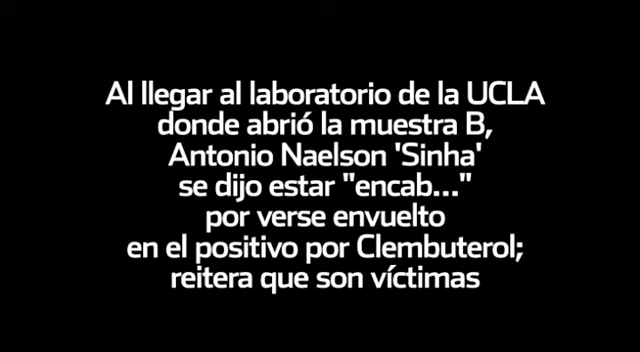 Al llegar al laboratorio de la UCLA
donde abrió la muestra B,
Antonio Naelson 'Sinha'
se dijo estar "encab..."
por verse envuelto
en el positivo por Clembuterol;
reitera que son víctimas